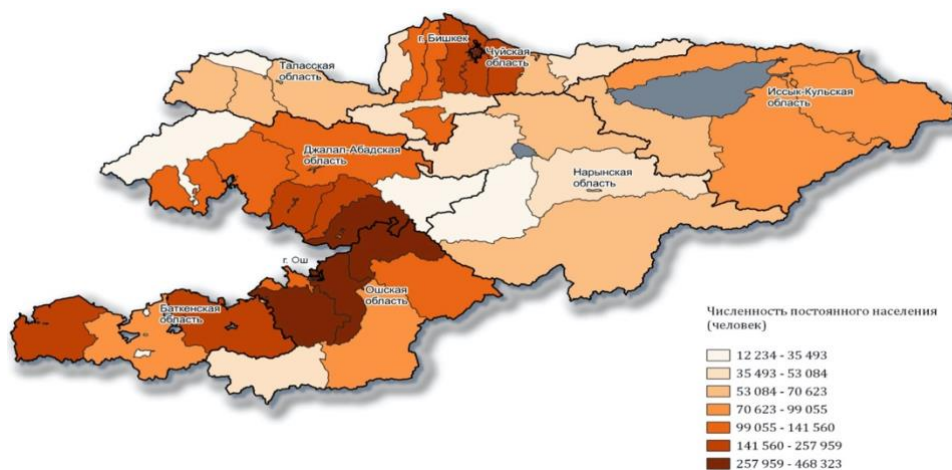 г. Бишкек
Чуйская
область
Таласская
область
Иссык-Кульская
область
Джалал-Абадская
область
Нарынская
область
г. Ош
Ошская
область
Баткенская
область
Численность постоянного населения
(человек)
12 234 - 35 493
35 493 - 53 084
53 084 - 70 623
70 623 - 99 055
99 055 - 141 560
141 560 - 257 959
257 959 - 468 323